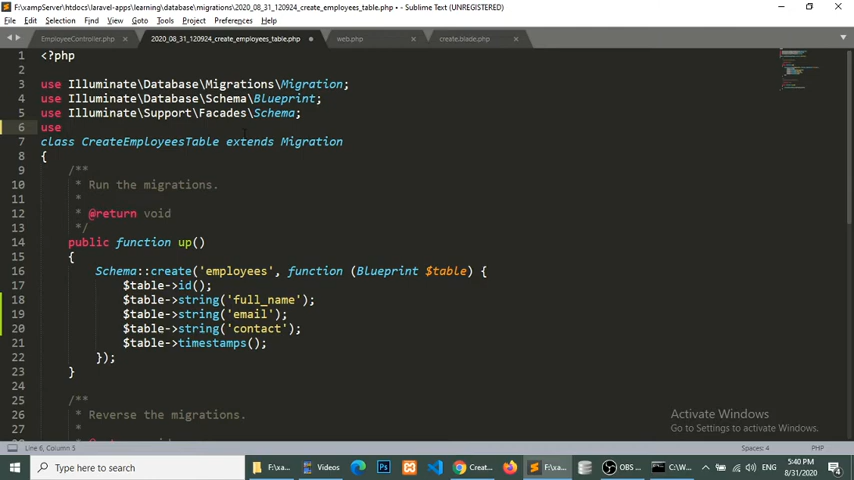 F:\xampServer\htdocs\laravel-apps\learning\database\migrations\2020_08_31_120924_create_employees_table.php • - Sublime Text (UNREGISTERED)
File Edit Selection Find View Goto Tools Project Preferences Help
EmployeeController.php × 2020_08_31_120924_create_employees_table.php • web.php × create.blade.php ×
1 <?php
2
3 use Illuminate\Database\Migrations\Migration;
4 use Illuminate\Database\Schema\Blueprint;
5 use Illuminate\Support\Facades\Schema;
6 use
7 class CreateEmployeesTable extends Migration
8 {
9 /**
10 * Run the migrations.
11 *
12 * @return void
13 */
14 public function up()
15 {
16 Schema::create('employees', function (Blueprint $table) {
17 $table->id();
18 $table->string('full_name');
19 $table->string('email');
20 $table->string('contact');
21 $table->timestamps();
22 });
23 }
24
25 /**
26 * Reverse the migrations.
27 *
28
Activate Windows
Go to Settings to activate Windows.
Line 6, Column 5 Spaces: 4 PHP
Type here to search F:\xa... Videos Creat... F:\xa... OBS ... C:\W... ENG 5:40 PM
8/31/2020